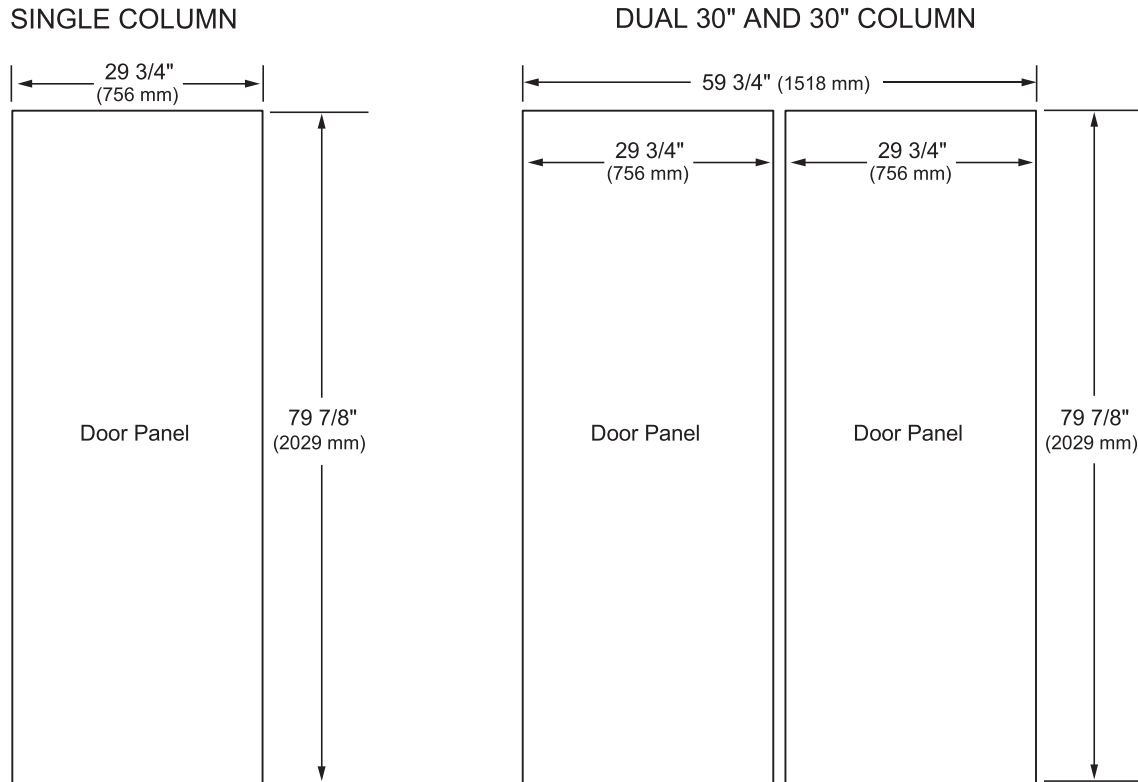 SINGLE COLUMN
29 3/4"
(756 mm)
Door Panel
79 7/8"
(2029 mm)
DUAL 30" AND 30" COLUMN
59 3/4" (1518 mm)
29 3/4"
(756 mm)
29 3/4"
(756 mm)
Door Panel
Door Panel
79 7/8"
(2029 mm)